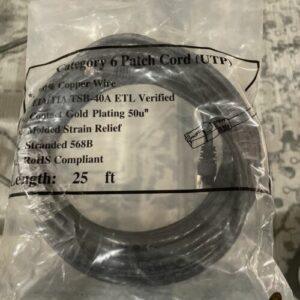 Category 6 Patch Cord (UTP)
Copper Wire
TSB-40A ETL Verified
Contact Gold Plating 50u"
Molded Strain Relief
Stranded 568B
RoHS Compliant
Length: 25 ft